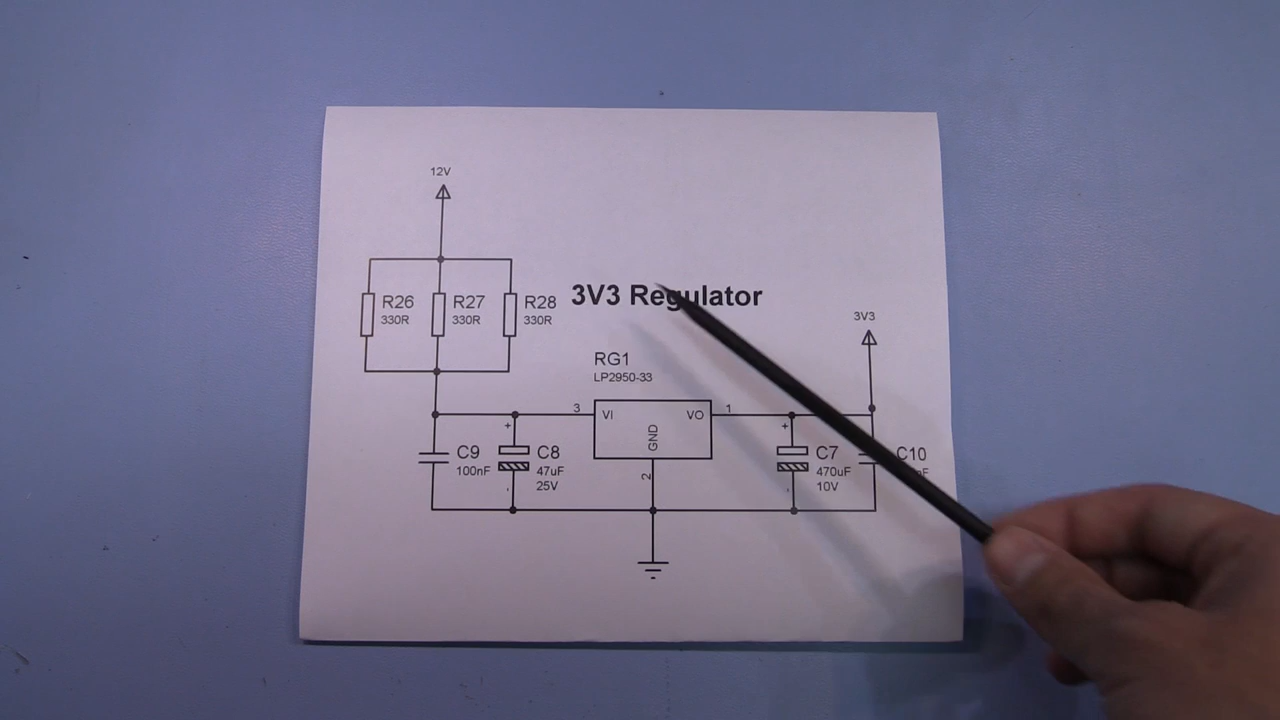 12V
R26
330R
R27
330R
R28
330R
3V3 Regulator
3V3
RG1
LP2950-33
3
VI
VO
1
GND
2
C9
100nF
+
C8
47uF
25V
-
+
C7
470uF
10V
-
C10